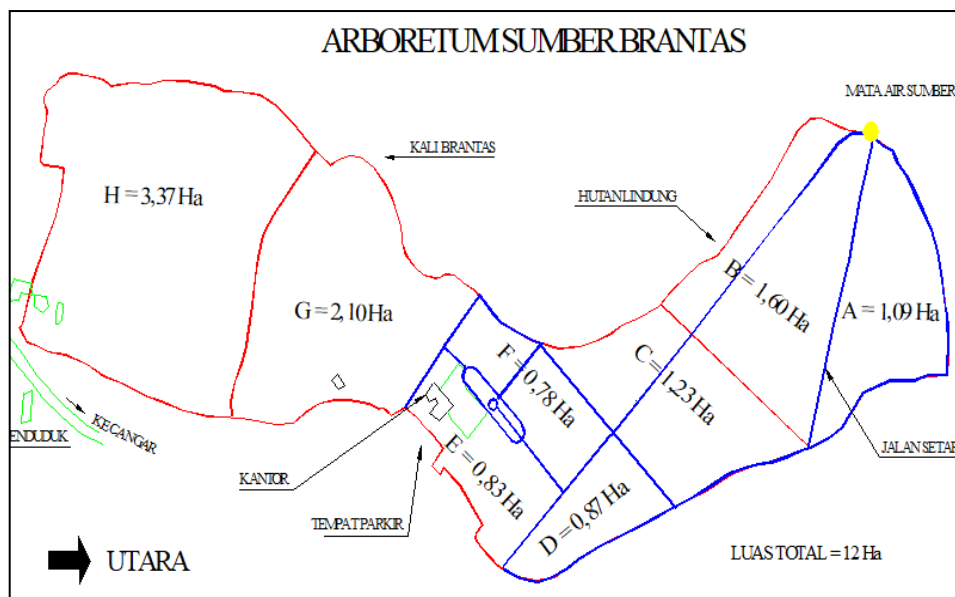 ARBORETUM SUMBER BRANTAS
MATA AIR SUMBER
KALI BRANTAS
H = 3,37 Ha
HUTAN LINDUNG
B = 1,60 Ha
A = 1,09 Ha
G = 2,10 Ha
F = 0,78 Ha
C = 1,23 Ha
ENDUDUK
KE CANGAR
KANTOR
E = 0,83 Ha
JALAN SETAP
TEMPAT PARKIR
D = 0,87 Ha
UTARA
LUAS TOTAL = 12 Ha